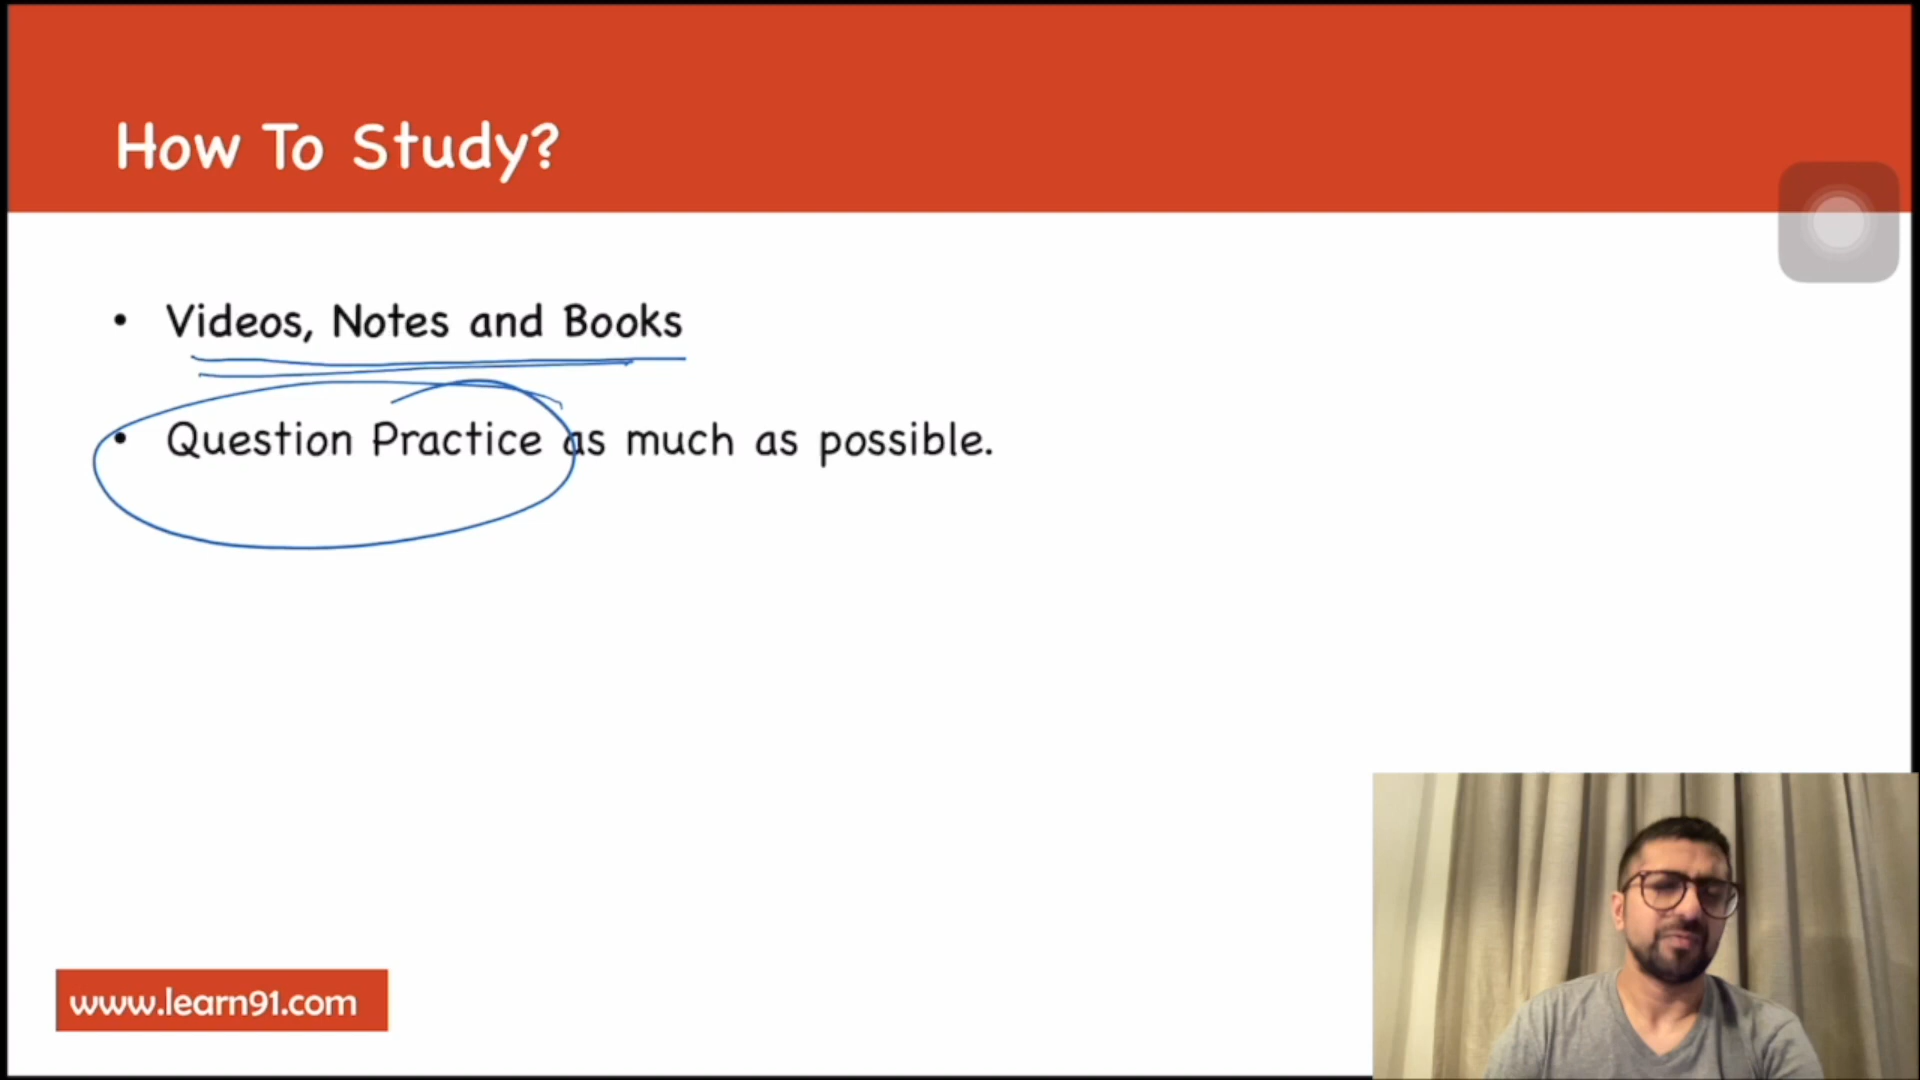 How To Study?
• Videos, Notes and Books
• Question Practice as much as possible.
www.learn91.com